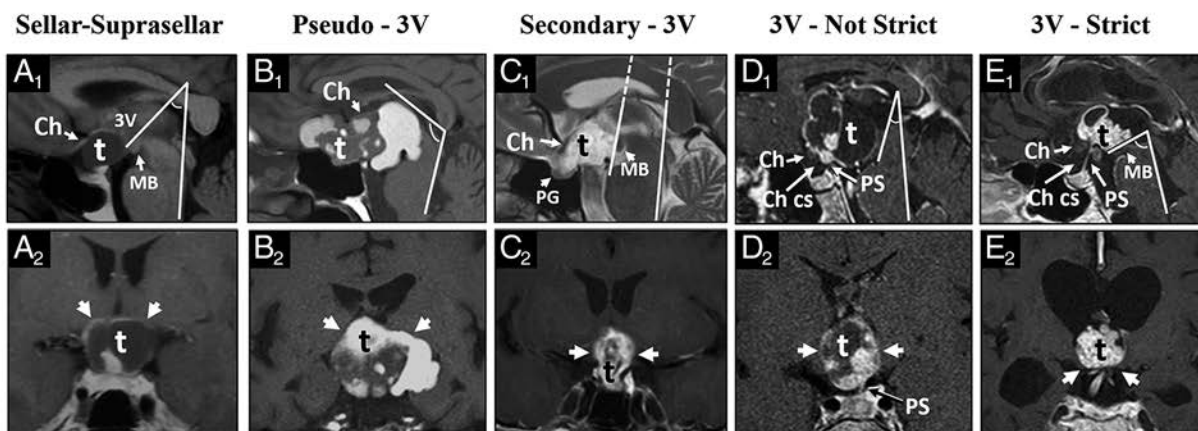 Sellar-Suprasellar
Pseudo - 3V
Secondary - 3V
3V - Not Strict
3V - Strict
A1
Ch
3V
t
MB
B1
Ch
t
C1
Ch
t
MB
PG
D1
t
Ch
Ch cs
PS
E1
t
Ch
MB
Ch cs
PS
A2
t
B2
t
C2
t
D2
t
PS
E2
t